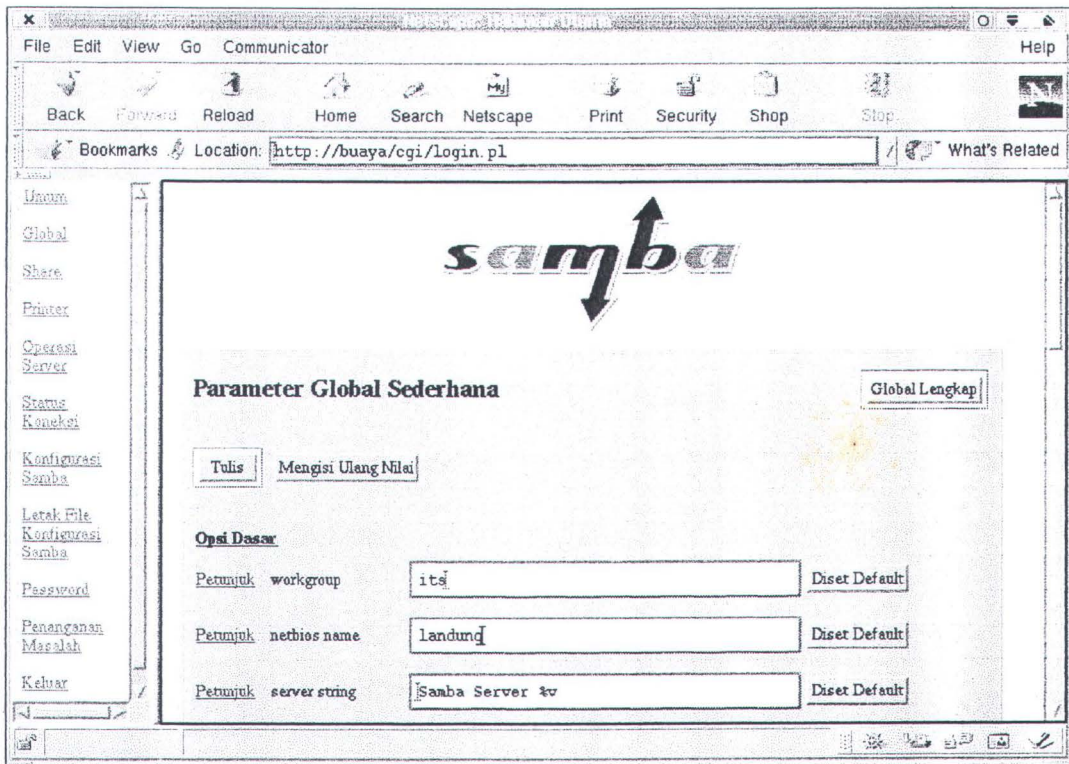 File Edit View Go Communicator Help
Back Forward Reload Home Search Netscape Print Security Shop Stop
Bookmarks Location: http://buaya/cgi/login.pl What's Related
Umum
Global
Share
Printer
Operasi
Server
Status
Koneksi
Konfigurasi
Samba
Letak File
Konfigurasi
Samba
Password
Penanganan
Masalah
Keluar
samba
Parameter Global Sederhana
Global Lengkap
Tulis Mengisi Ulang Nilai
Opsi Dasar
Petunjuk workgroup its Diset Default
Petunjuk netbios name landung Diset Default
Petunjuk server string Samba Server %v Diset Default